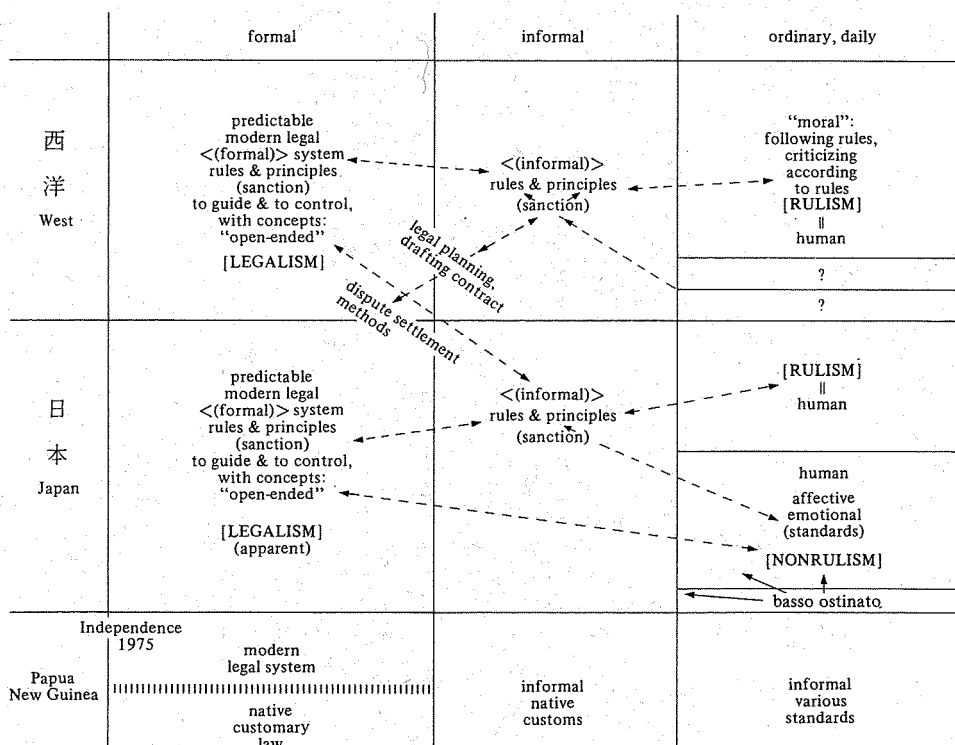 formal
informal
ordinary, daily
西
洋
West
predictable
modern legal
<(formal)> system
rules & principles
(sanction)
to guide & to control,
with concepts:
"open-ended"
[LEGALISM]
<(informal)>
rules & principles
(sanction)
legal planning,
drafting contract
dispute settlement
methods
"moral":
following rules,
criticizing
according
to rules
[RULISM]
||
human
?
?
日
本
Japan
predictable
modern legal
<(formal)> system
rules & principles
(sanction)
to guide & to control,
with concepts:
"open-ended"
[LEGALISM]
(apparent)
<(informal)>
rules & principles
(sanction)
[RULISM]
||
human
human
affective
emotional
(standards)
[NONRULISM]
basso ostinato
Papua
New Guinea
Independence
1975
modern
legal system
native
customary
law
informal
native
customs
informal
various
standards